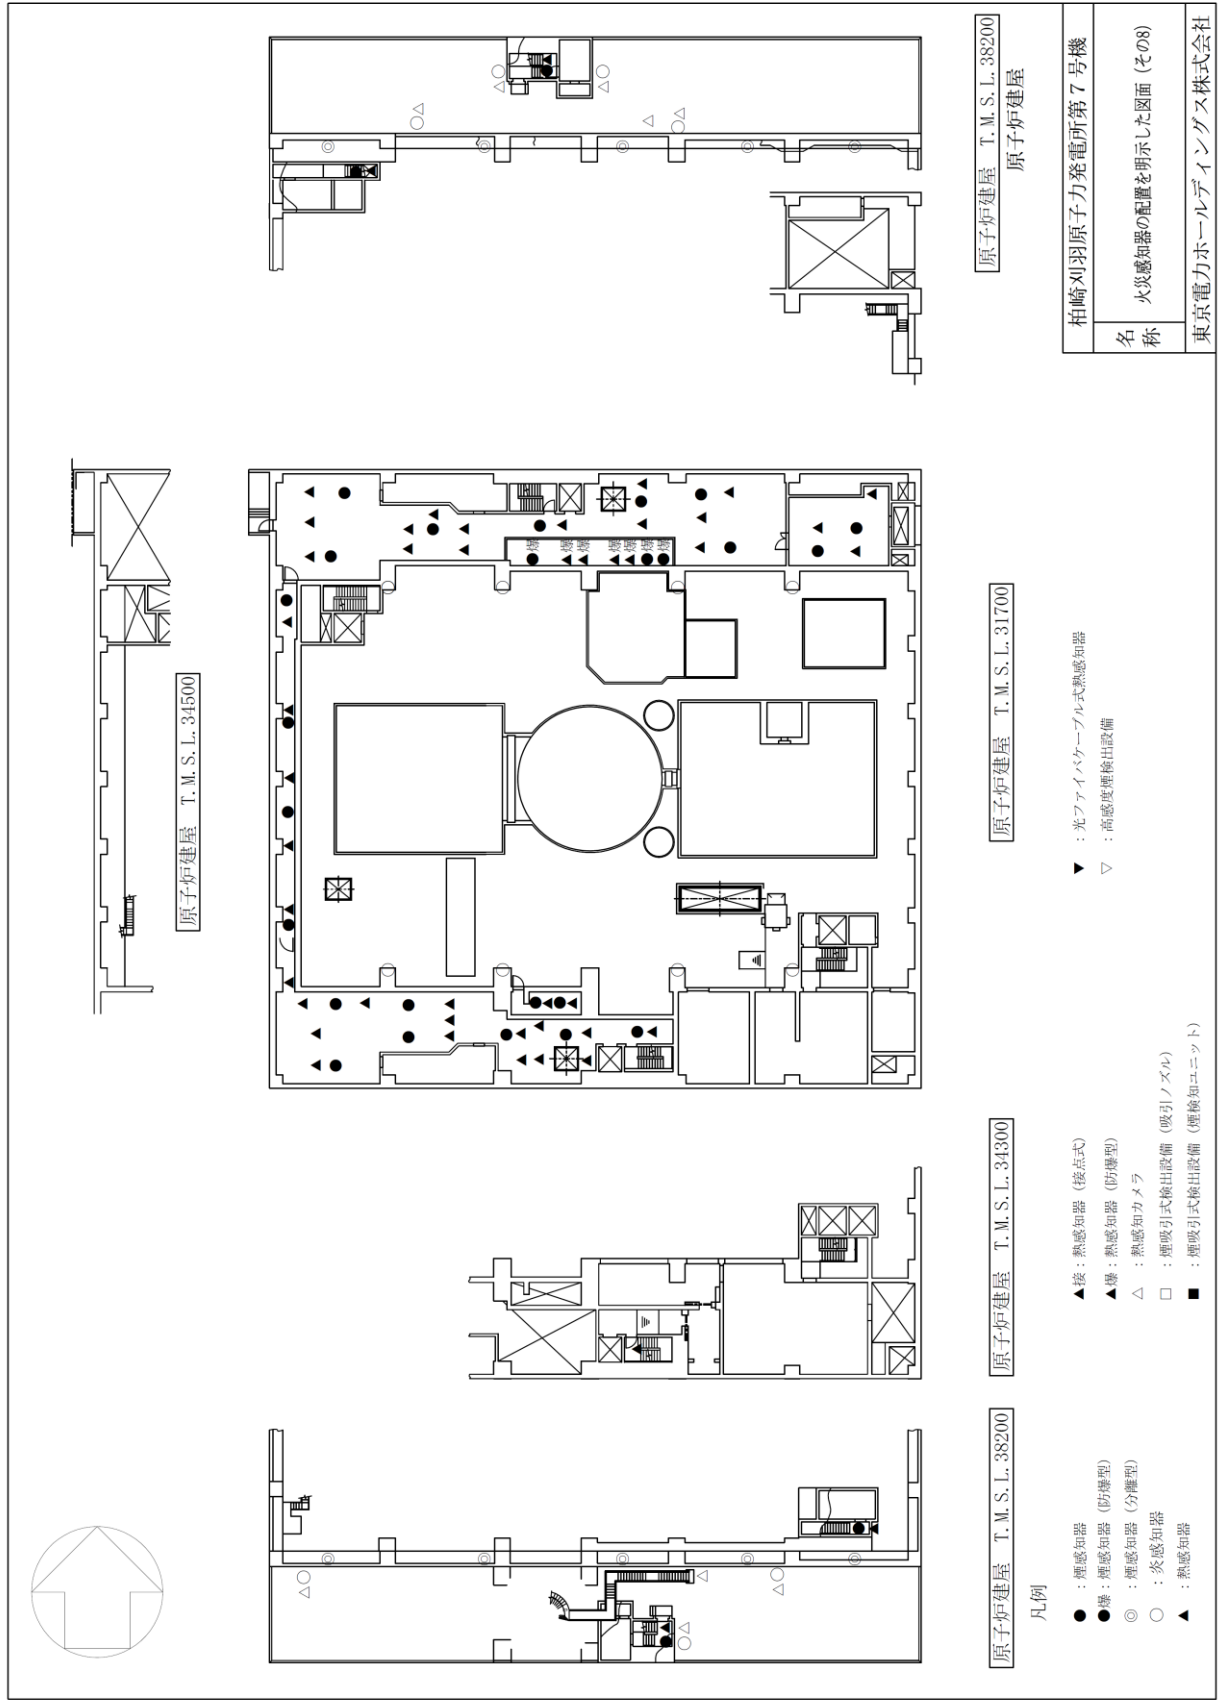 原子炉建屋 T.M.S.L.34500
原子炉建屋 T.M.S.L.38200
原子炉建屋 T.M.S.L.34300
原子炉建屋 T.M.S.L.31700
爆
爆
爆
爆
爆
爆
爆
原子炉建屋 T.M.S.L.38200
原子炉建屋
凡例
● : 煙感知器
●爆 : 煙感知器 (防爆型)
◎ : 煙感知器 (分離型)
○ : 炎感知器
▲ : 熱感知器
▲接 : 熱感知器 (接点式)
▲爆 : 熱感知器 (防爆型)
△ : 熱感知カメラ
□ : 煙吸引式検出設備 (吸引ノズル)
■ : 煙吸引式検出設備 (煙検知ユニット)
▼ : 光ファイバケーブル式熱感知器
▽ : 高感度煙検出設備
柏崎刈羽原子力発電所第7号機
名称
火災感知器の配置を明示した図面 (その8)
東京電力ホールディングス株式会社